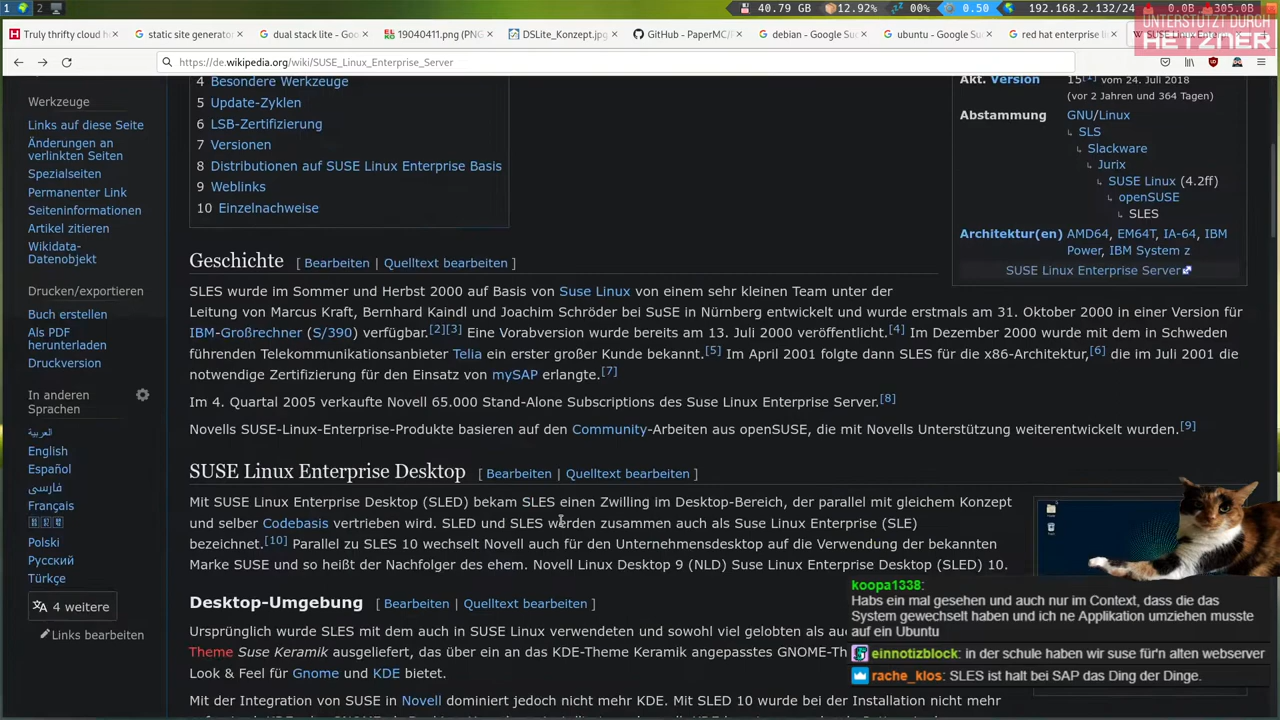 1 2 40.79 GB 12.92% 00% 0.50 192.168.2.132/24 0.0B 305.0B
UNTERSTÜTZT DURCH
HETZNER
Truly thrifty cloud h static site generator dual stack lite - Goo 19040411.png (PNG DSLite_Konzept.jpg GitHub - PaperMC/ debian - Google Suc ubuntu - Google Su red hat enterprise li
https://de.wikipedia.org/wiki/SUSE_Linux_Enterprise_Server
Werkzeuge
Links auf diese Seite
Änderungen an
verlinkten Seiten
Spezialseiten
Permanenter Link
Seiteninformationen
Artikel zitieren
Wikidata-
Datenobjekt
Drucken/exportieren
Buch erstellen
Als PDF
herunterladen
Druckversion
In anderen
Sprachen
العربية
English
Español
فارسی
Français
Polski
Русский
Türkçe
4 weitere
Links bearbeiten
4 Besondere Werkzeuge
5 Update-Zyklen
6 LSB-Zertifizierung
7 Versionen
8 Distributionen auf SUSE Linux Enterprise Basis
9 Weblinks
10 Einzelnachweise
Akt. Version 15[1] vom 24. Juli 2018
(vor 2 Jahren und 364 Tagen)
Abstammung GNU/Linux
↳ SLS
↳ Slackware
↳ Jurix
↳ SUSE Linux (4.2ff)
↳ openSUSE
↳ SLES
Architektur(en) AMD64, EM64T, IA-64, IBM
Power, IBM System z
SUSE Linux Enterprise Server
Geschichte [ Bearbeiten | Quelltext bearbeiten ]
SLES wurde im Sommer und Herbst 2000 auf Basis von Suse Linux von einem sehr kleinen Team unter der
Leitung von Marcus Kraft, Bernhard Kaindl und Joachim Schröder bei SuSE in Nürnberg entwickelt und wurde erstmals am 31. Oktober 2000 in einer Version für
IBM-Großrechner (S/390) verfügbar.[2][3] Eine Vorabversion wurde bereits am 13. Juli 2000 veröffentlicht.[4] Im Dezember 2000 wurde mit dem in Schweden
führenden Telekommunikationsanbieter Telia ein erster großer Kunde bekannt.[5] Im April 2001 folgte dann SLES für die x86-Architektur,[6] die im Juli 2001 die
notwendige Zertifizierung für den Einsatz von mySAP erlangte.[7]
Im 4. Quartal 2005 verkaufte Novell 65.000 Stand-Alone Subscriptions des Suse Linux Enterprise Server.[8]
Novells SUSE-Linux-Enterprise-Produkte basieren auf den Community-Arbeiten aus openSUSE, die mit Novells Unterstützung weiterentwickelt wurden.[9]
SUSE Linux Enterprise Desktop [ Bearbeiten | Quelltext bearbeiten ]
Mit SUSE Linux Enterprise Desktop (SLED) bekam SLES einen Zwilling im Desktop-Bereich, der parallel mit gleichem Konzept
und selber Codebasis vertrieben wird. SLED und SLES werden zusammen auch als Suse Linux Enterprise (SLE)
bezeichnet.[10] Parallel zu SLES 10 wechselt Novell auch für den Unternehmensdesktop auf die Verwendung der bekannten
Marke SUSE und so heißt der Nachfolger des ehem. Novell Linux Desktop 9 (NLD) Suse Linux Enterprise Desktop (SLED) 10.
Desktop-Umgebung [ Bearbeiten | Quelltext bearbeiten ]
Ursprünglich wurde SLES mit dem auch in SUSE Linux verwendeten und sowohl viel gelobten als auc
Theme Suse Keramik ausgeliefert, das über ein an das KDE-Theme Keramik angepasstes GNOME-Th
Look & Feel für Gnome und KDE bietet.
Mit der Integration von SUSE in Novell dominiert jedoch nicht mehr KDE. Mit SLED 10 wurde bei der Installation nicht mehr
koopa1338:
Habs ein mal gesehen und auch nur im Context, dass die das
System gewechselt haben und ich ne Applikation umziehen musste
auf ein Ubuntu
einnotizblock: in der schule haben wir suse für'n alten webserver
rache_klos: SLES ist halt bei SAP das Ding der Dinge.